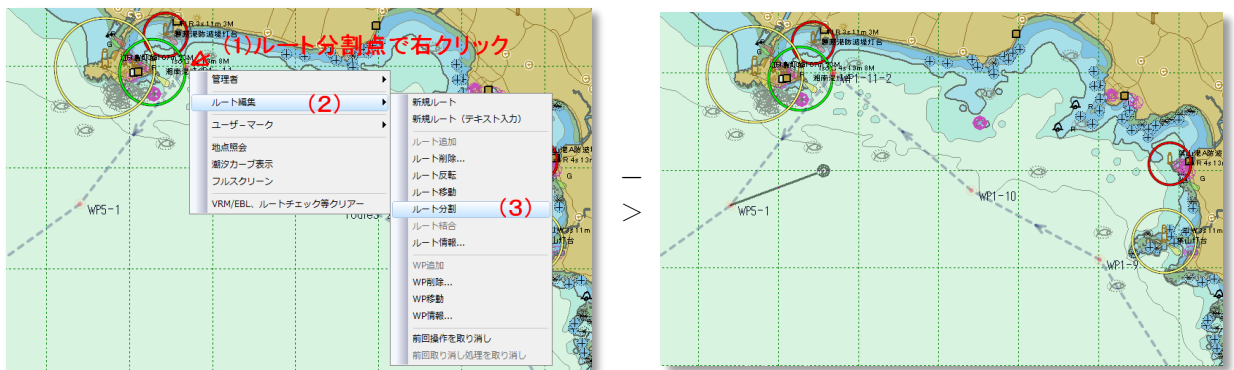 R3s11m3M
(1)ルート分割点で右クリック
管理者
ルート編集
(2)
ユーザーマーク
地点照会
潮汐カーブ表示
フルスクリーン
VRM/EBL、ルートチェック等クリアー
新規ルート
新規ルート（テキスト入力）
ルート追加
ルート削除...
ルート反転
ルート移動
ルート分割
(3)
ルート結合
ルート情報...
WP追加
WP削除...
WP移動
WP情報...
前回操作を取り消し
前回取り消し処理を取り消し
WP5-1
G
R 3s11m 3M
WP1-11-2
R
G
WP1-10
WP5-1
WP1-9
－
＞